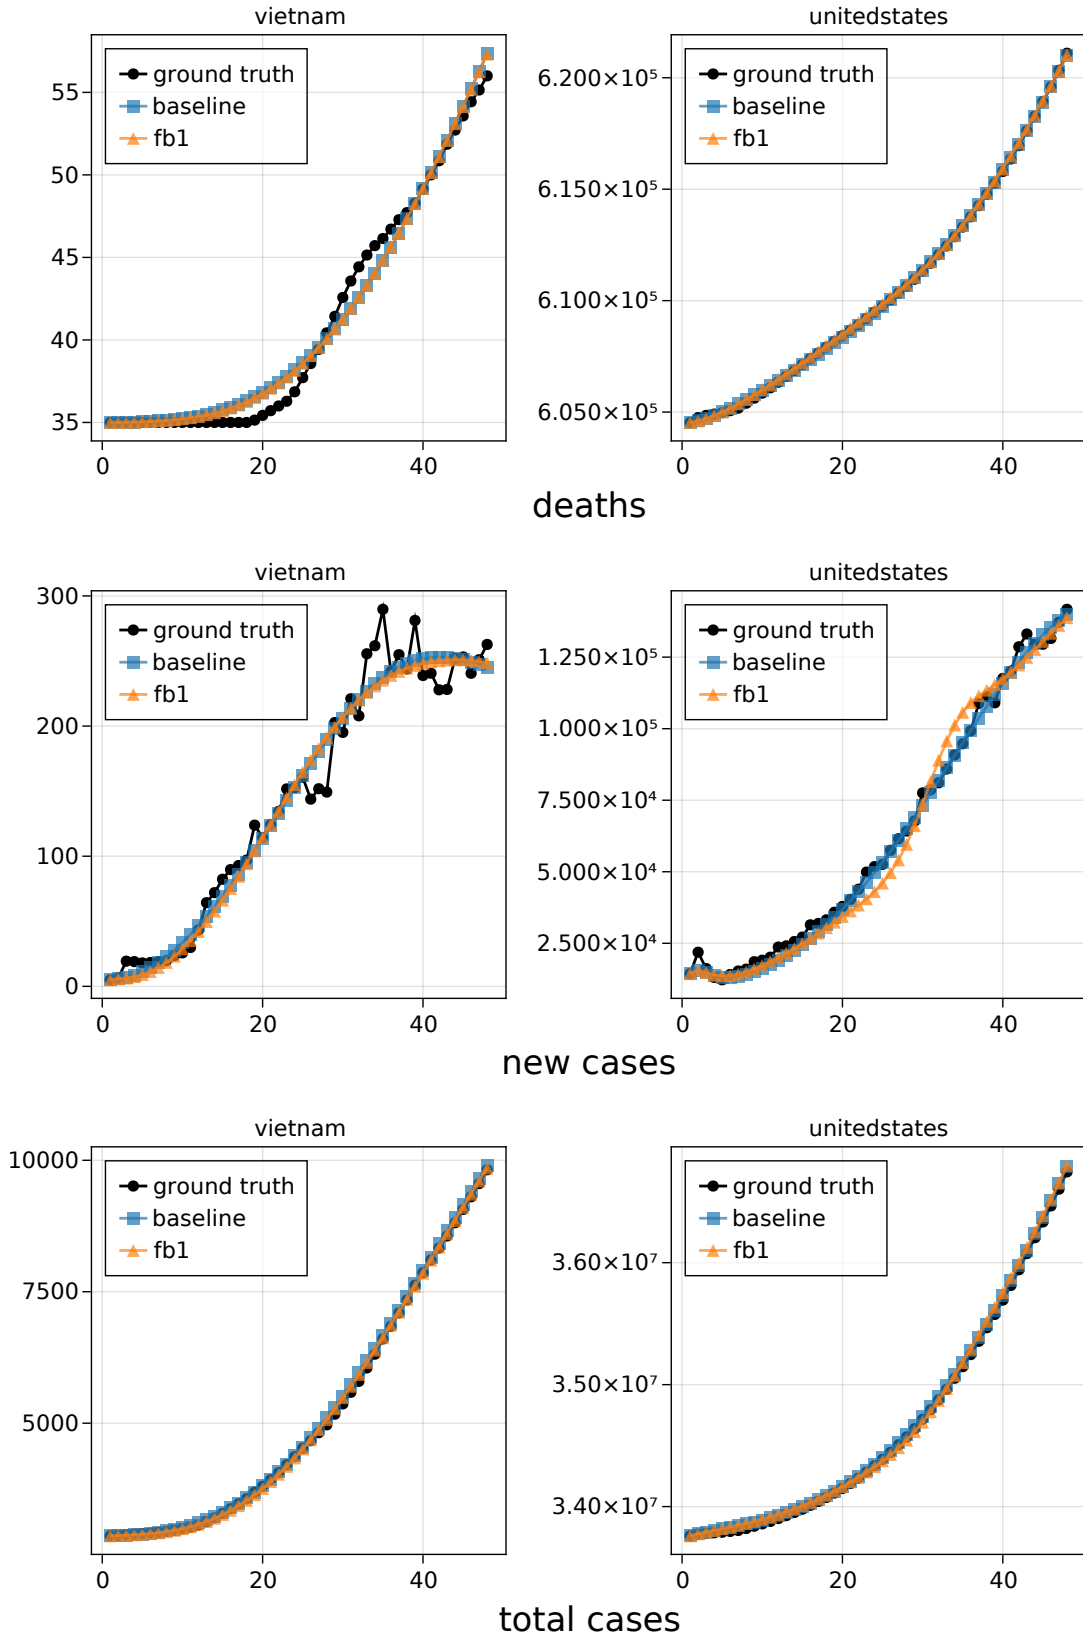 vietnam
unitedstates
ground truth
baseline
fb1
ground truth
baseline
fb1
55
50
45
40
35
0
20
40
6.200×10⁵
6.150×10⁵
6.100×10⁵
6.050×10⁵
0
20
40
deaths
vietnam
unitedstates
ground truth
baseline
fb1
ground truth
baseline
fb1
300
200
100
0
0
20
40
1.250×10⁵
1.000×10⁵
7.500×10⁴
5.000×10⁴
2.500×10⁴
0
20
40
new cases
vietnam
unitedstates
ground truth
baseline
fb1
ground truth
baseline
fb1
10000
7500
5000
0
20
40
3.60×10⁷
3.50×10⁷
3.40×10⁷
0
20
40
total cases